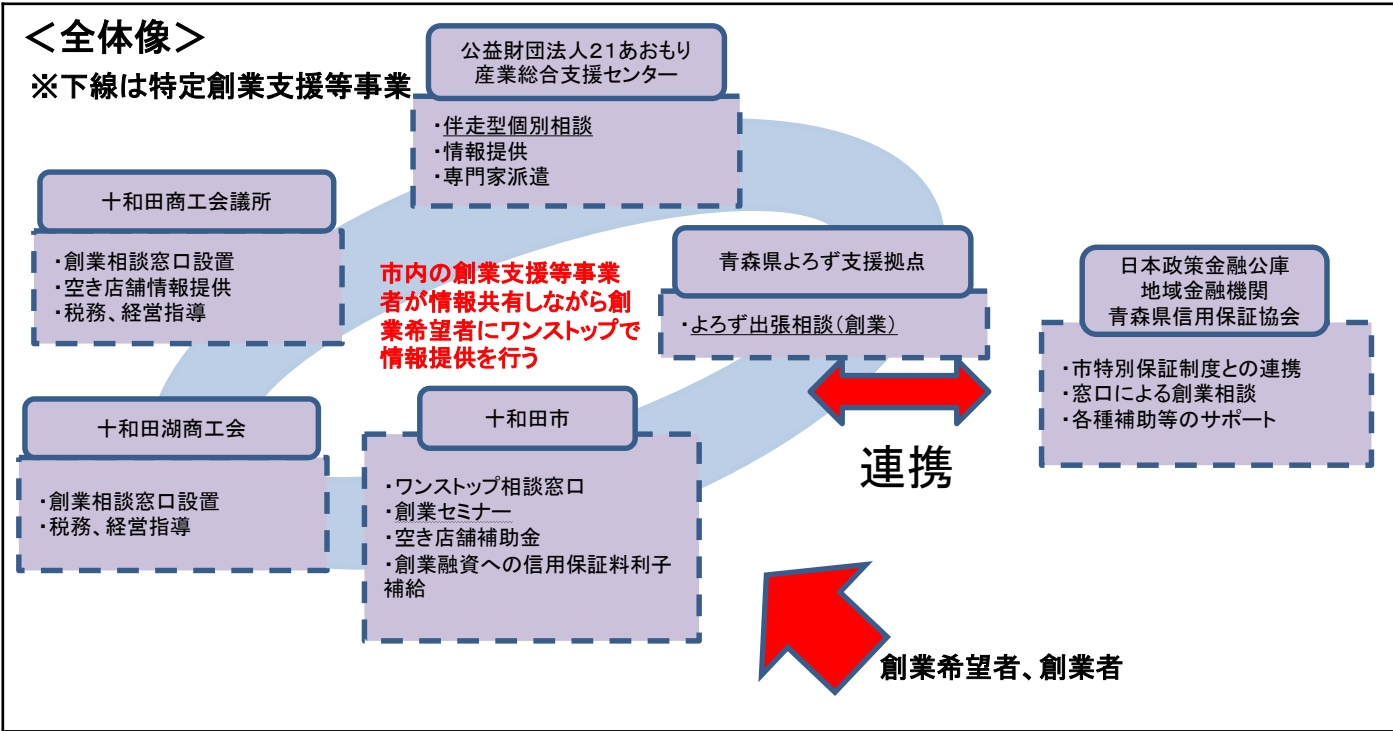 ＜全体像＞
※下線は特定創業支援等事業
公益財団法人２１あおもり
産業総合支援センター
・伴走型個別相談
・情報提供
・専門家派遣
十和田商工会議所
・創業相談窓口設置
・空き店舗情報提供
・税務、経営指導
市内の創業支援等事業
者が情報共有しながら創
業希望者にワンストップで
情報提供を行う
青森県よろず支援拠点
・よろず出張相談（創業）
日本政策金融公庫
地域金融機関
青森県信用保証協会
・市特別保証制度との連携
・窓口による創業相談
・各種補助等のサポート
連携
十和田湖商工会
・創業相談窓口設置
・税務、経営指導
十和田市
・ワンストップ相談窓口
・創業セミナー
・空き店舗補助金
・創業融資への信用保証料利子
補給
創業希望者、創業者